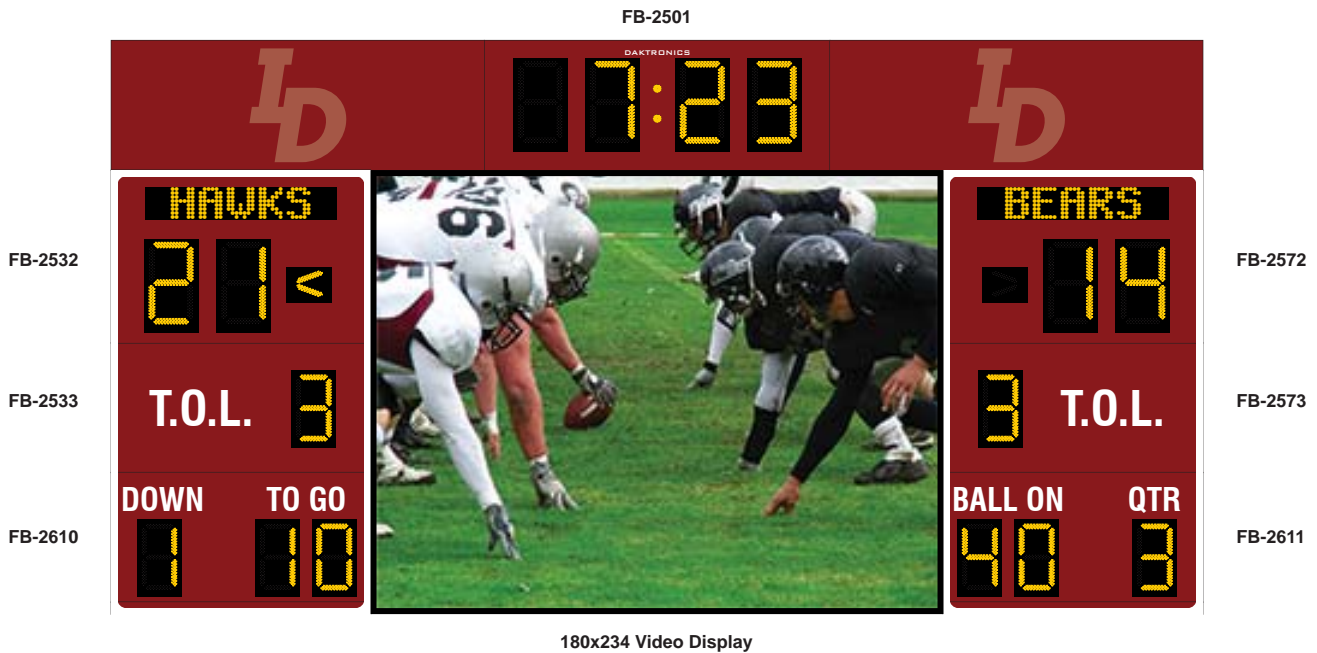 FB-2501
DAKTRONICS
ID
7:23
ID
HAWKS
BEARS
FB-2532
21 <
> 14
FB-2572
FB-2533
T.O.L. 3
3 T.O.L.
FB-2573
DOWN TO GO
BALL ON QTR
FB-2610
1 10
40 3
FB-2611
180x234 Video Display